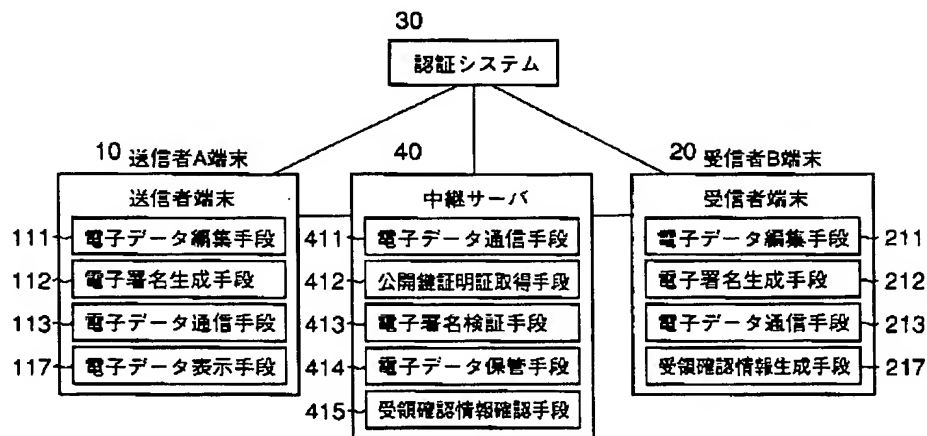 30
認証システム
10 送信者A端末
送信者端末
111 電子データ編集手段
112 電子署名生成手段
113 電子データ通信手段
117 電子データ表示手段
40
中継サーバ
411 電子データ通信手段
412 公開鍵証明証取得手段
413 電子署名検証手段
414 電子データ保管手段
415 受領確認情報確認手段
20 受信者B端末
受信者端末
電子データ編集手段 211
電子署名生成手段 212
電子データ通信手段 213
受領確認情報生成手段 217